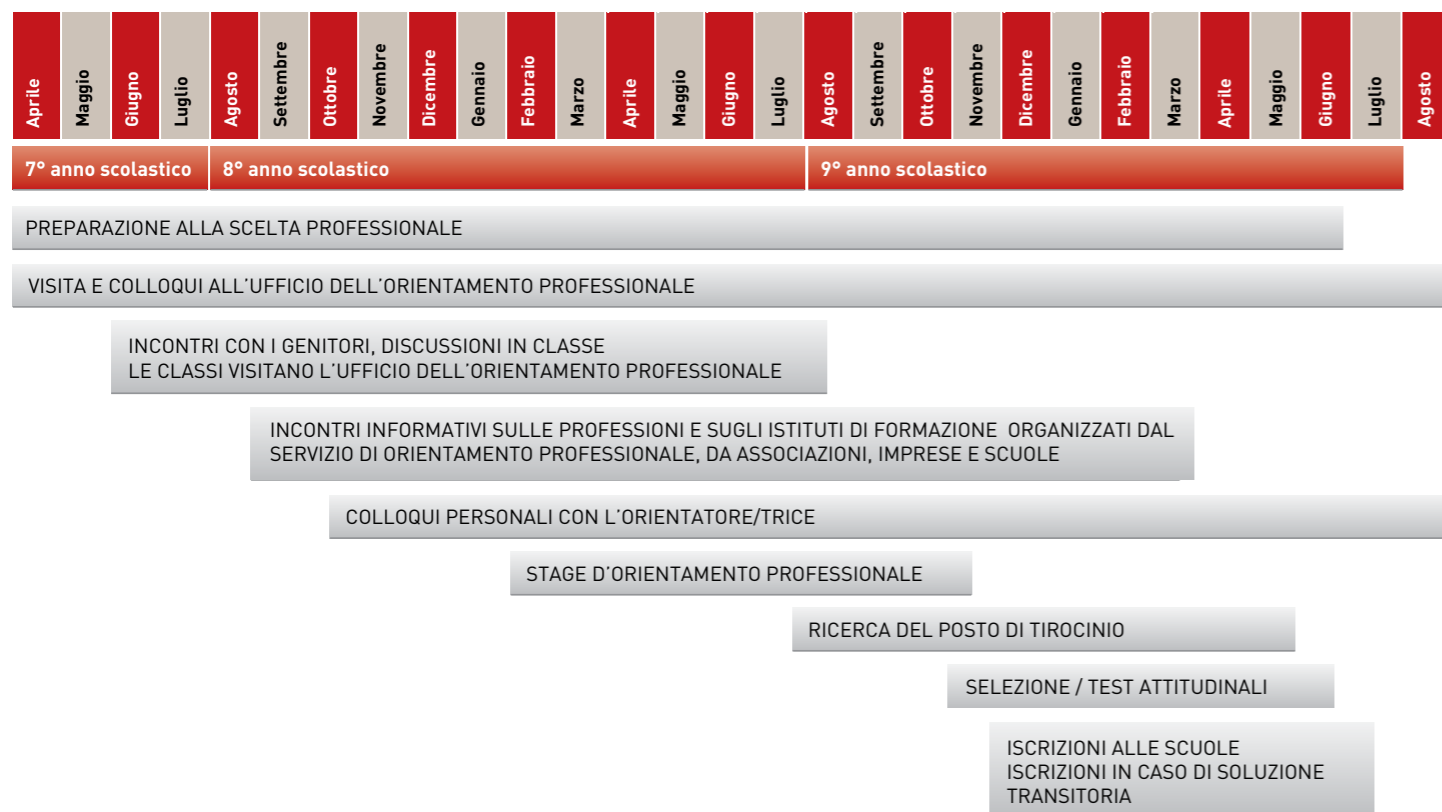 Aprile
Maggio
Giugno
Luglio
Agosto
Settembre
Ottobre
Novembre
Dicembre
Gennaio
Febbraio
Marzo
Aprile
Maggio
Giugno
Luglio
Agosto
Settembre
Ottobre
Novembre
Dicembre
Gennaio
Febbraio
Marzo
Aprile
Maggio
Giugno
Luglio
Agosto
7° anno scolastico
8° anno scolastico
9° anno scolastico
PREPARAZIONE ALLA SCELTA PROFESSIONALE
VISITA E COLLOQUI ALL'UFFICIO DELL'ORIENTAMENTO PROFESSIONALE
INCONTRI CON I GENITORI, DISCUSSIONI IN CLASSE
LE CLASSI VISITANO L'UFFICIO DELL'ORIENTAMENTO PROFESSIONALE
INCONTRI INFORMATIVI SULLE PROFESSIONI E SUGLI ISTITUTI DI FORMAZIONE ORGANIZZATI DAL
SERVIZIO DI ORIENTAMENTO PROFESSIONALE, DA ASSOCIAZIONI, IMPRESE E SCUOLE
COLLOQUI PERSONALI CON L'ORIENTATORE/TRICE
STAGE D'ORIENTAMENTO PROFESSIONALE
RICERCA DEL POSTO DI TIROCINIO
SELEZIONE / TEST ATTITUDINALI
ISCRIZIONI ALLE SCUOLE
ISCRIZIONI IN CASO DI SOLUZIONE
TRANSITORIA